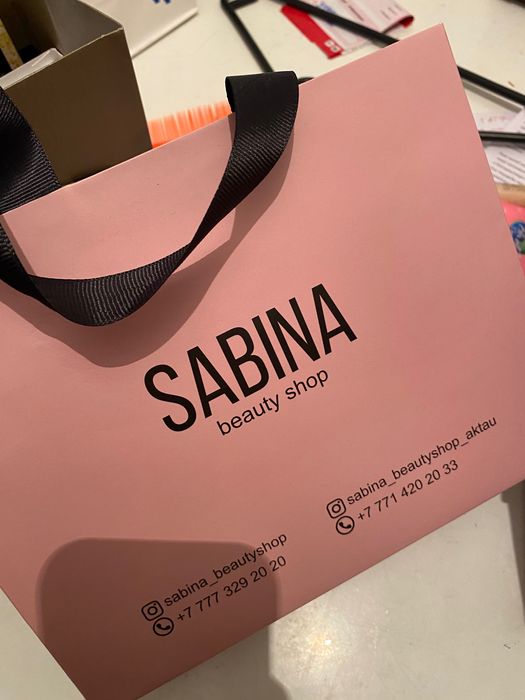 SABINA
beauty shop
sabina_beautyshop
+7 777 329 20 20
sabina_beautyshop_aktau
+7 771 420 20 33